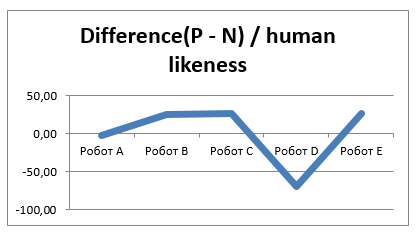 Difference(P - N) / human
likeness
50,00
0,00
Робот A Робот B Робот C Робот D Робот E
-50,00
-100,00